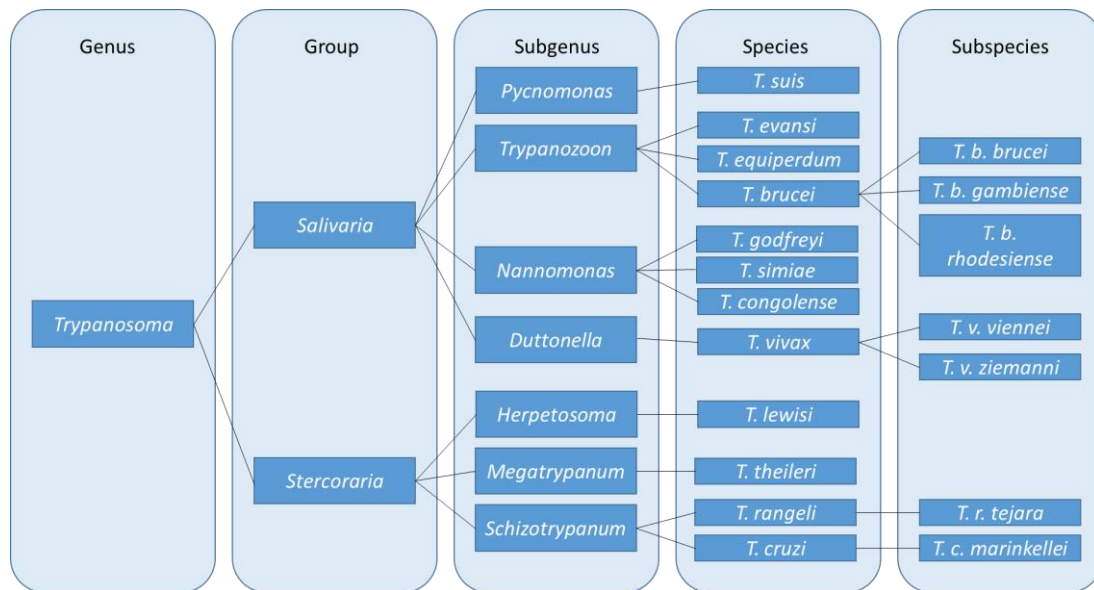 Genus
Group
Subgenus
Species
Subspecies
Trypanosoma
Salivaria
Stercoraria
Pycnomonas
Trypanozoon
Nannomonas
Duttonella
Herpetosoma
Megatrypanum
Schizotrypanum
T. suis
T. evansi
T. equiperdum
T. brucei
T. godfreyi
T. simiae
T. congolense
T. vivax
T. lewisi
T. theileri
T. rangeli
T. cruzi
T. b. brucei
T. b. gambiense
T. b.
rhodesiense
T. v. viennei
T. v. ziemanni
T. r. tejara
T. c. marinkellei